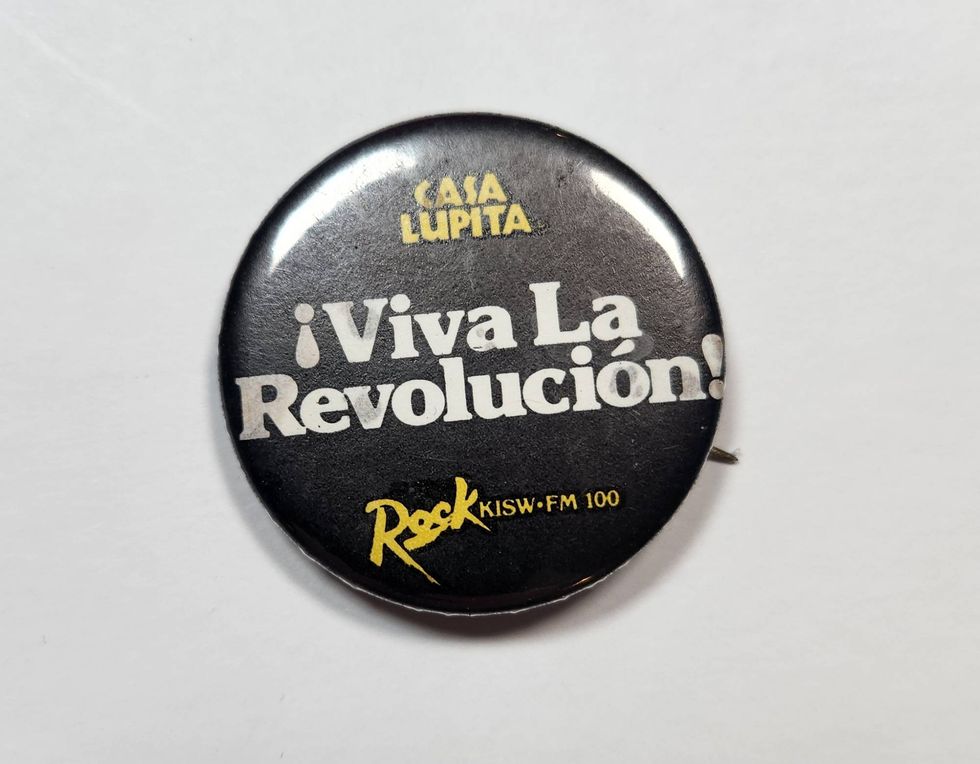 CASA
LUPITA
¡Viva La
Revolución!
Rock KISW•FM 100